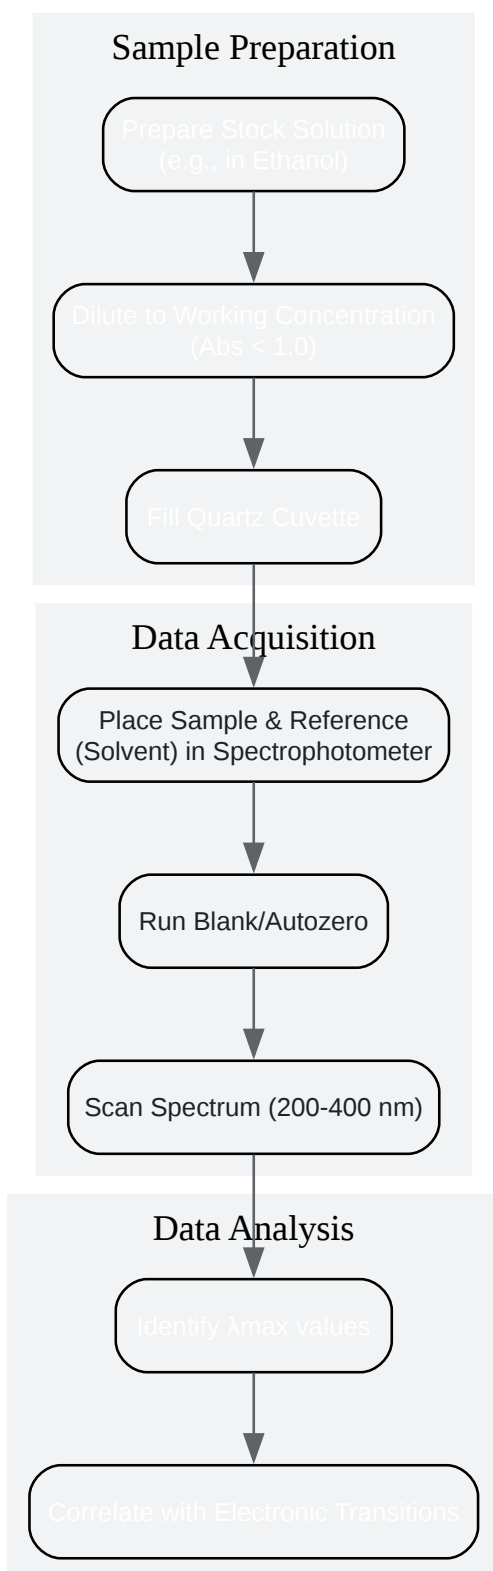 Sample Preparation
Prepare Stock Solution
(e.g., in Ethanol)
Dilute to Working Concentration
(Abs < 1.0)
Fill Quartz Cuvette
Data Acquisition
Place Sample & Reference
(Solvent) in Spectrophotometer
Run Blank/Autozero
Scan Spectrum (200-400 nm)
Data Analysis
Identify λmax values
Correlate with Electronic Transitions